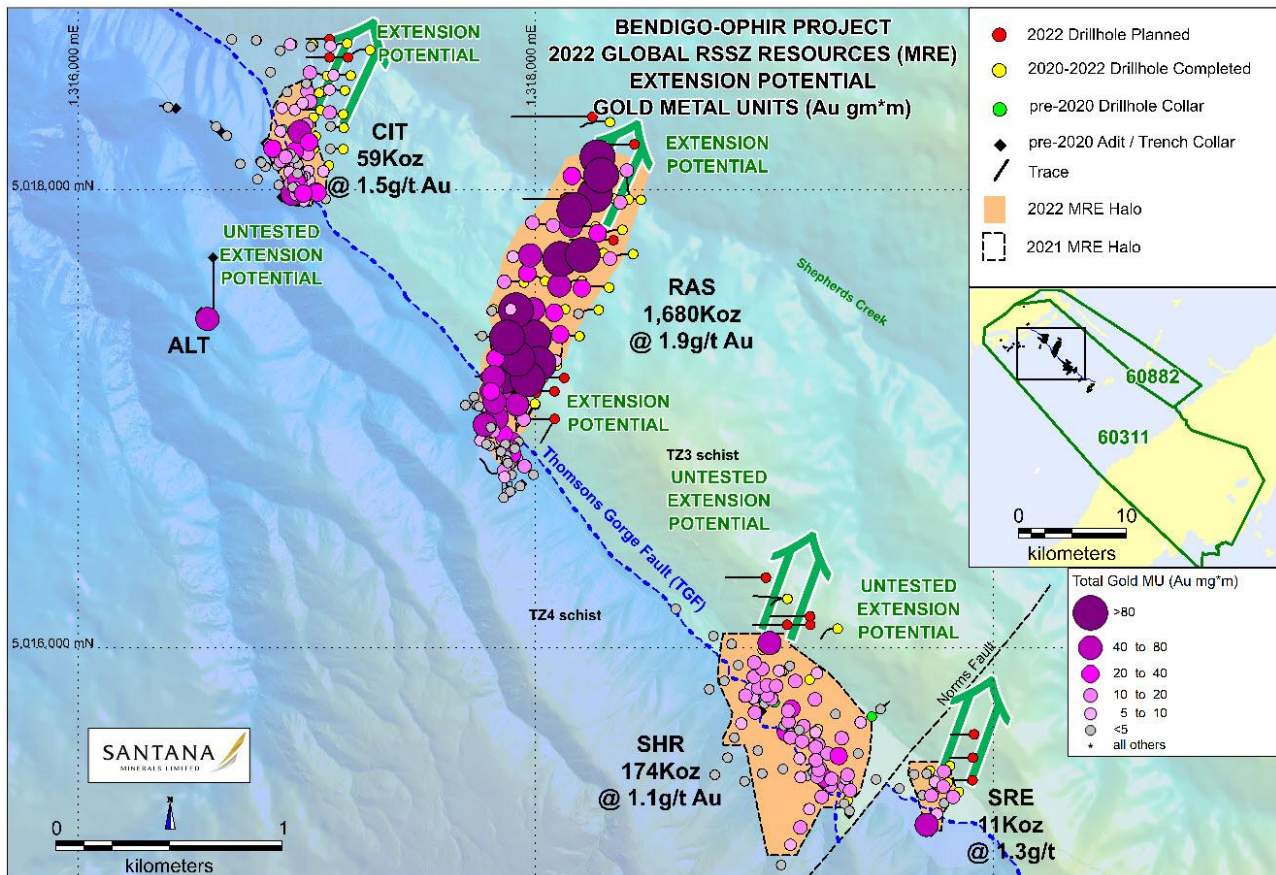 BENDIGO-OPHIR PROJECT
2022 GLOBAL RSSZ RESOURCES (MRE)
EXTENSION POTENTIAL
GOLD METAL UNITS (Au gm*m)
1,316,000 mE
1,318,000 mE
5,018,000 mN
5,016,000 mN
EXTENSION
POTENTIAL
CIT
59Koz
@ 1.5g/t Au
UNTESTED
EXTENSION
POTENTIAL
ALT
EXTENSION
POTENTIAL
RAS
1,680Koz
@ 1.9g/t Au
Shepherds Creek
EXTENSION
POTENTIAL
TZ3 schist
UNTESTED
EXTENSION
POTENTIAL
Thomsons Gorge Fault (TGF)
TZ4 schist
UNTESTED
EXTENSION
POTENTIAL
Norms Fault
SHR
174Koz
@ 1.1g/t Au
SRE
11Koz
@ 1.3g/t
SANTANA
MINERALS LIMITED
N
0 1
kilometers
2022 Drillhole Planned
2020-2022 Drillhole Completed
pre-2020 Drillhole Collar
pre-2020 Adit / Trench Collar
Trace
2022 MRE Halo
2021 MRE Halo
60882
60311
0 10
kilometers
Total Gold MU (Au mg*m)
>80
40 to 80
20 to 40
10 to 20
5 to 10
<5
all others